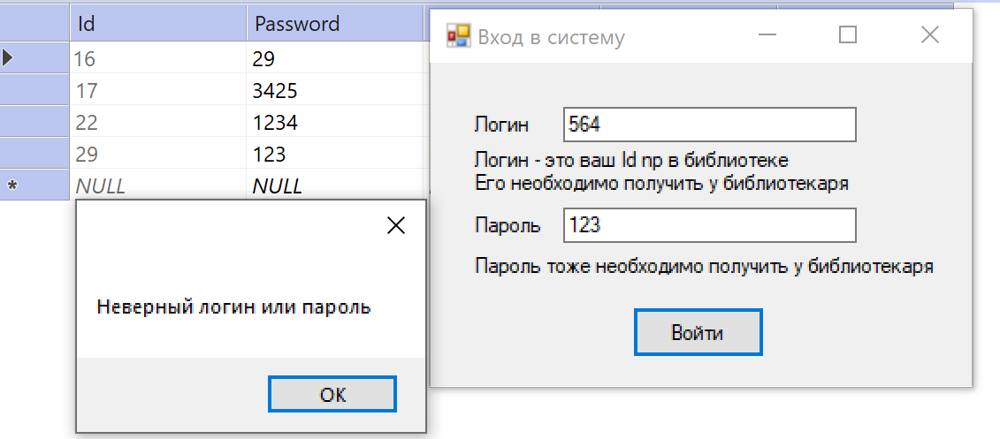 Id Password
16 29
17 3425
22 1234
29 123
NULL NULL
Неверный логин или пароль
OK
Вход в систему
Логин 564
Логин - это ваш Id np в библиотеке
Его необходимо получить у библиотекаря
Пароль 123
Пароль тоже необходимо получить у библиотекаря
Войти